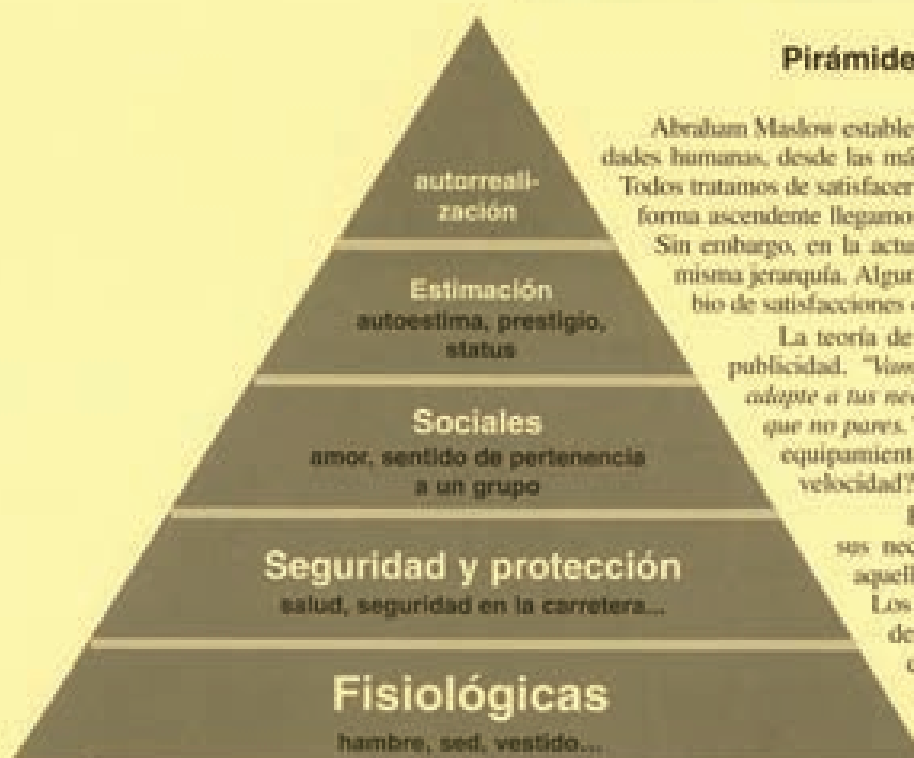 autorreali-
zación
Estimación
autoestima, prestigio,
status
Sociales
amor, sentido de pertenencia
a un grupo
Seguridad y protección
salud, seguridad en la carretera...
Fisiológicas
hambre, sed, vestido...
Pirámide
Abraham Maslow estable
dades humanas, desde las má
Todos tratamos de satisfacer
forma ascendente llegamo
Sin embargo, en la actu
misma jerarquía. Algun
bio de satisfacciones
La teoría de
publicidad. "Vam
adapte a tus nec
que no pares.
equipamient
velocidad?
sus nec
aquell
Los
de